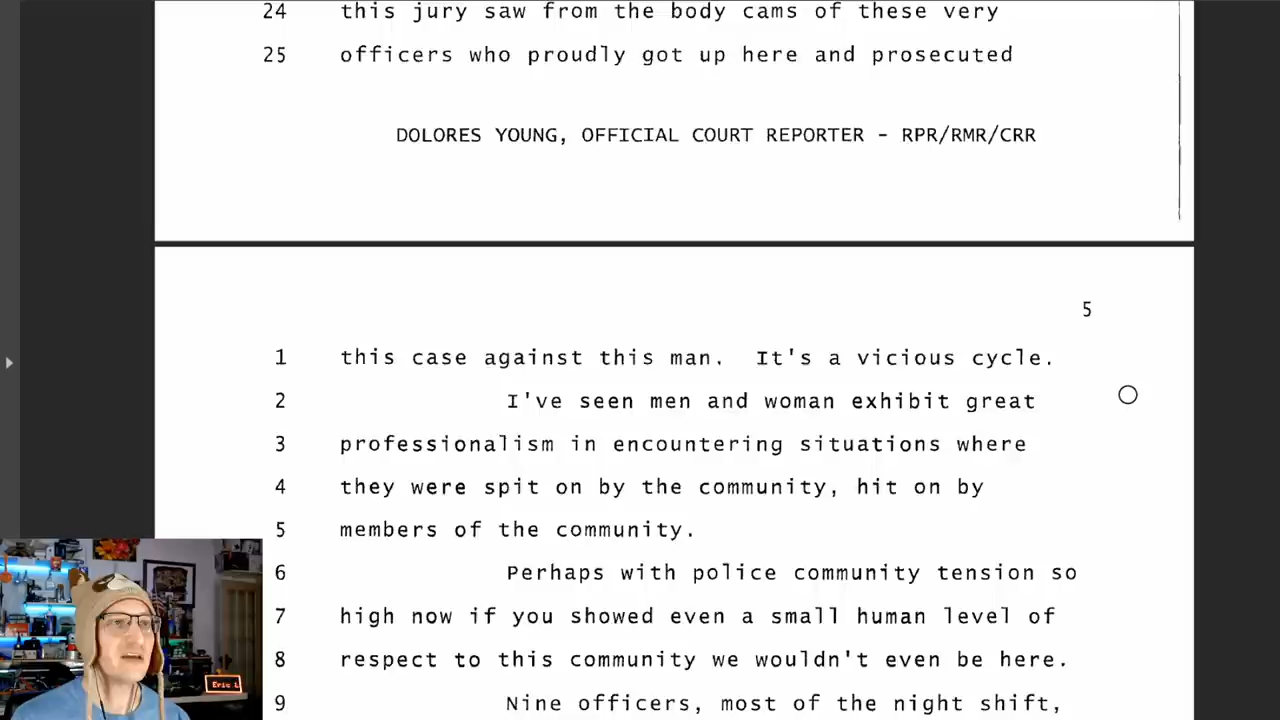 24 this jury saw from the body cams of these very
25 officers who proudly got up here and prosecuted
DOLORES YOUNG, OFFICIAL COURT REPORTER - RPR/RMR/CRR
5
1 this case against this man. It's a vicious cycle.
2 I've seen men and woman exhibit great
3 professionalism in encountering situations where
4 they were spit on by the community, hit on by
5 members of the community.
6 Perhaps with police community tension so
7 high now if you showed even a small human level of
8 respect to this community we wouldn't even be here.
9 Nine officers, most of the night shift,